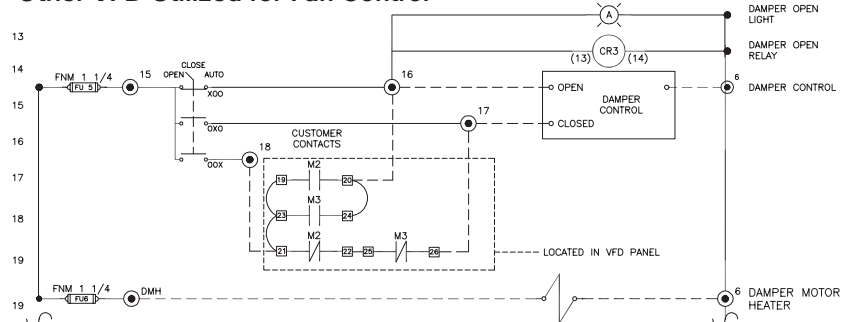 Other VFD Utilized for Fan Control
A
DAMPER OPEN
LIGHT
13
CR3
(13) (14)
DAMPER OPEN
RELAY
14
FNM 1 1/4
FU 5
15
CLOSE
OPEN AUTO
XOO
16
OPEN
6
DAMPER CONTROL
15
DAMPER
CONTROL
OXO
17
CLOSED
16
CUSTOMER
CONTACTS
OOX
18
17
M2
19
20
M3
23
24
18
M2
M3
21
22
25
26
19
LOCATED IN VFD PANEL
FNM 1 1/4
FU6
DMH
6
DAMPER MOTOR
HEATER
19